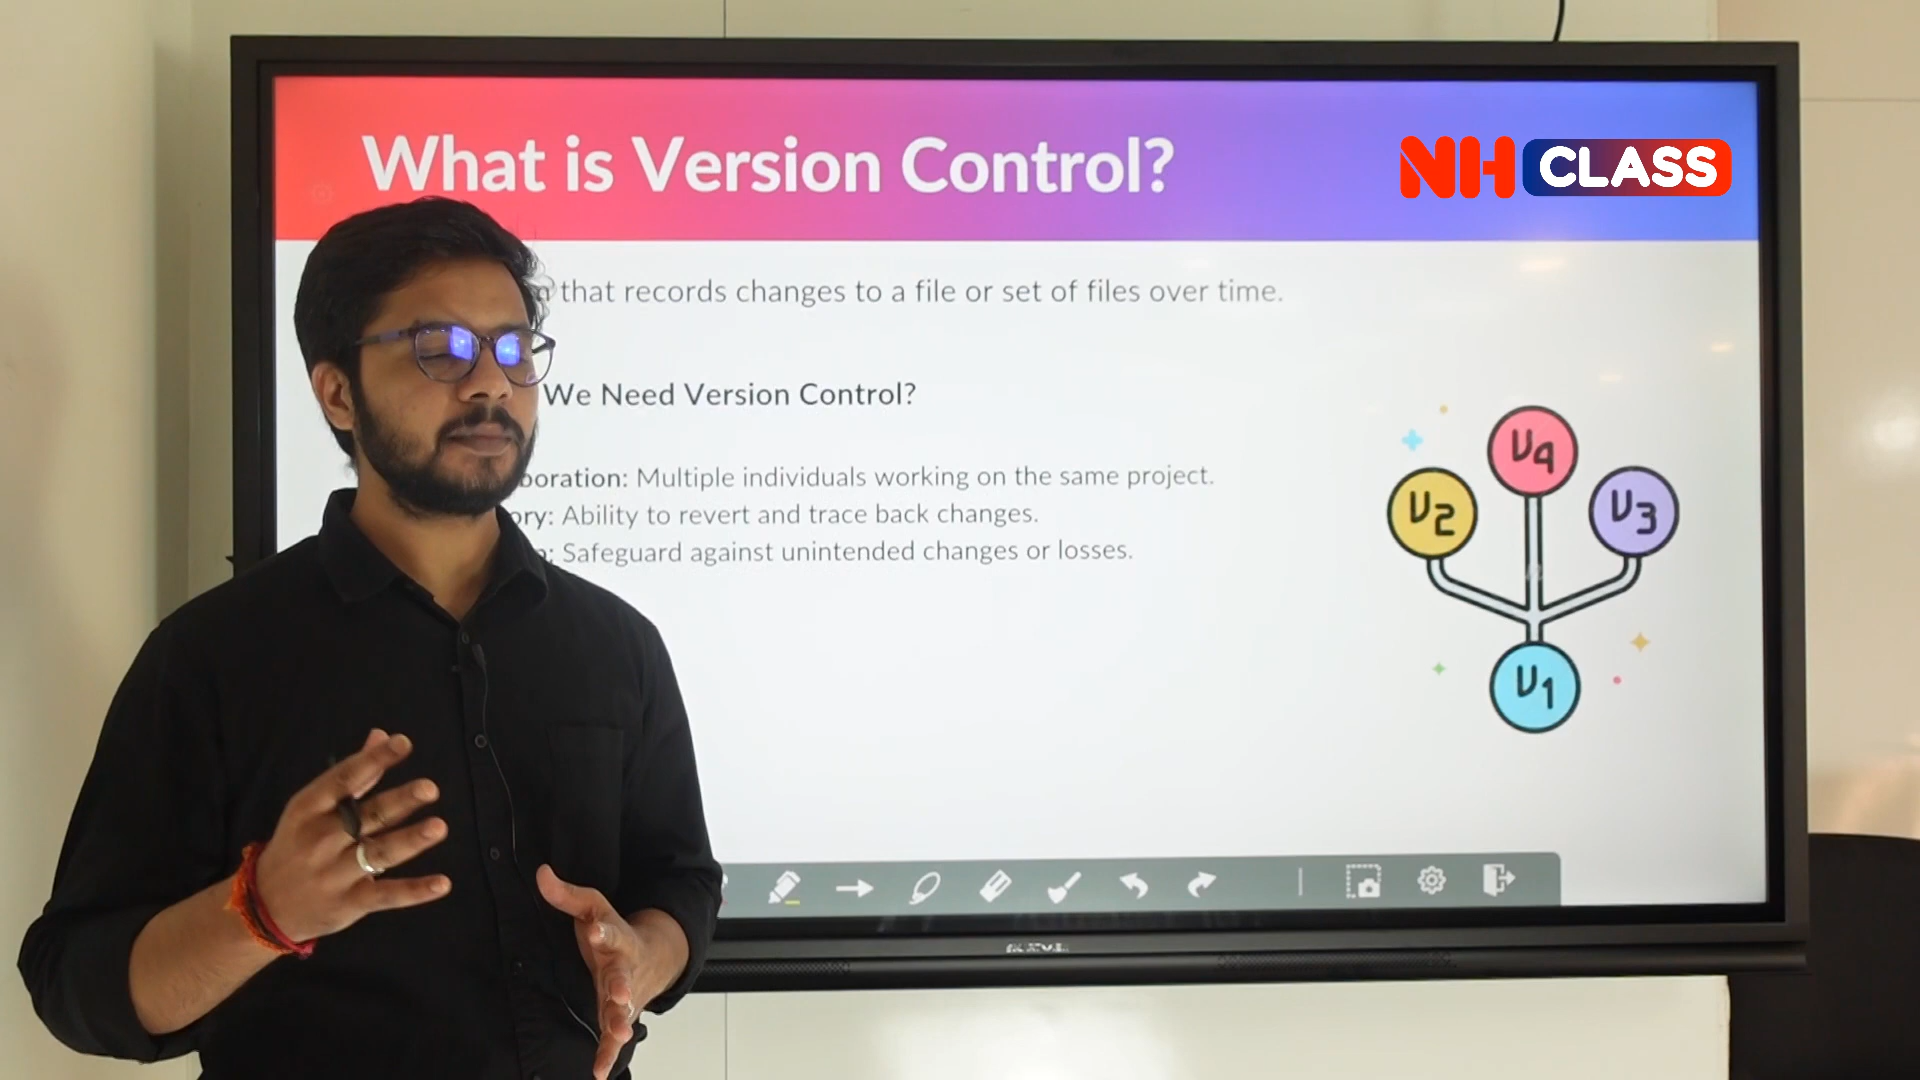 What is Version Control?
NH CLASS
that records changes to a file or set of files over time.
We Need Version Control?
boration: Multiple individuals working on the same project.
ory: Ability to revert and trace back changes.
Safeguard against unintended changes or losses.
V4
V2
V3
V1